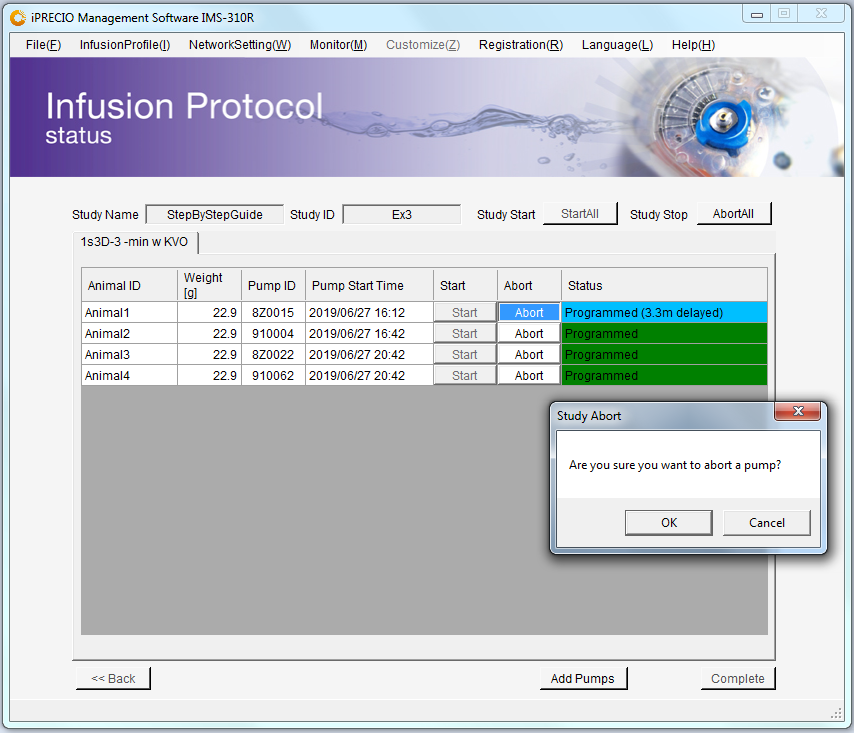 iPRECIO Management Software IMS-310R
File(F) InfusionProfile(I) NetworkSetting(W) Monitor(M) Customize(Z) Registration(R) Language(L) Help(H)
Infusion Protocol
status
Study Name StepByStepGuide Study ID Ex3 Study Start StartAll Study Stop AbortAll
1s3D-3 -min w KVO
Animal ID Weight [g] Pump ID Pump Start Time Start Abort Status
Animal1 22.9 8Z0015 2019/06/27 16:12 Start Abort Programmed (3.3m delayed)
Animal2 22.9 910004 2019/06/27 16:42 Start Abort Programmed
Animal3 22.9 8Z0022 2019/06/27 20:42 Start Abort Programmed
Animal4 22.9 910062 2019/06/27 20:42 Start Abort Programmed
Study Abort
Are you sure you want to abort a pump?
OK Cancel
<< Back Add Pumps Complete